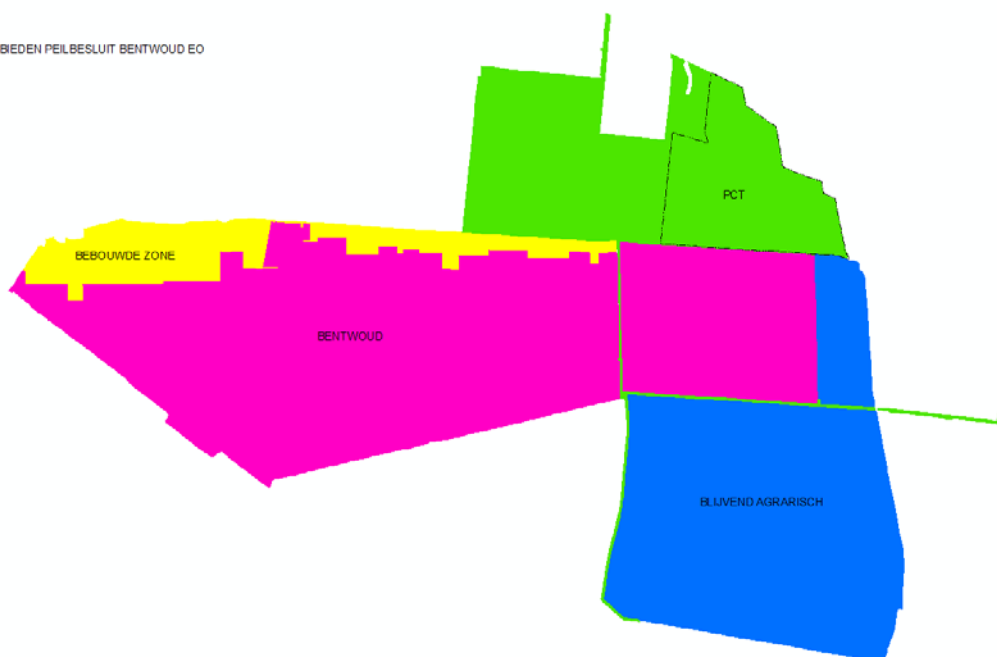 BIEDEN PEILBESLUIT BENTWOUD EO
PCT
BEBOUWDE ZONE
BENTWOUD
BLIJVEND AGRARISCH